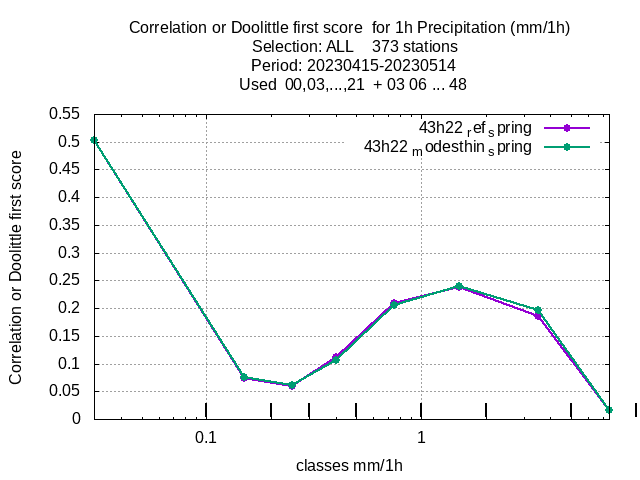 Correlation or Doolittle first score  for 1h Precipitation (mm/1h)
Selection: ALL    373 stations
Period: 20230415-20230514
Used  00,03,...,21  + 03 06 ... 48
43h22 ref spring
43h22 modesthin spring
0.55
0.5
0.45
0.4
0.35
0.3
0.25
0.2
0.15
0.1
0.05
0
Correlation or Doolittle first score
0.1
1
classes mm/1h